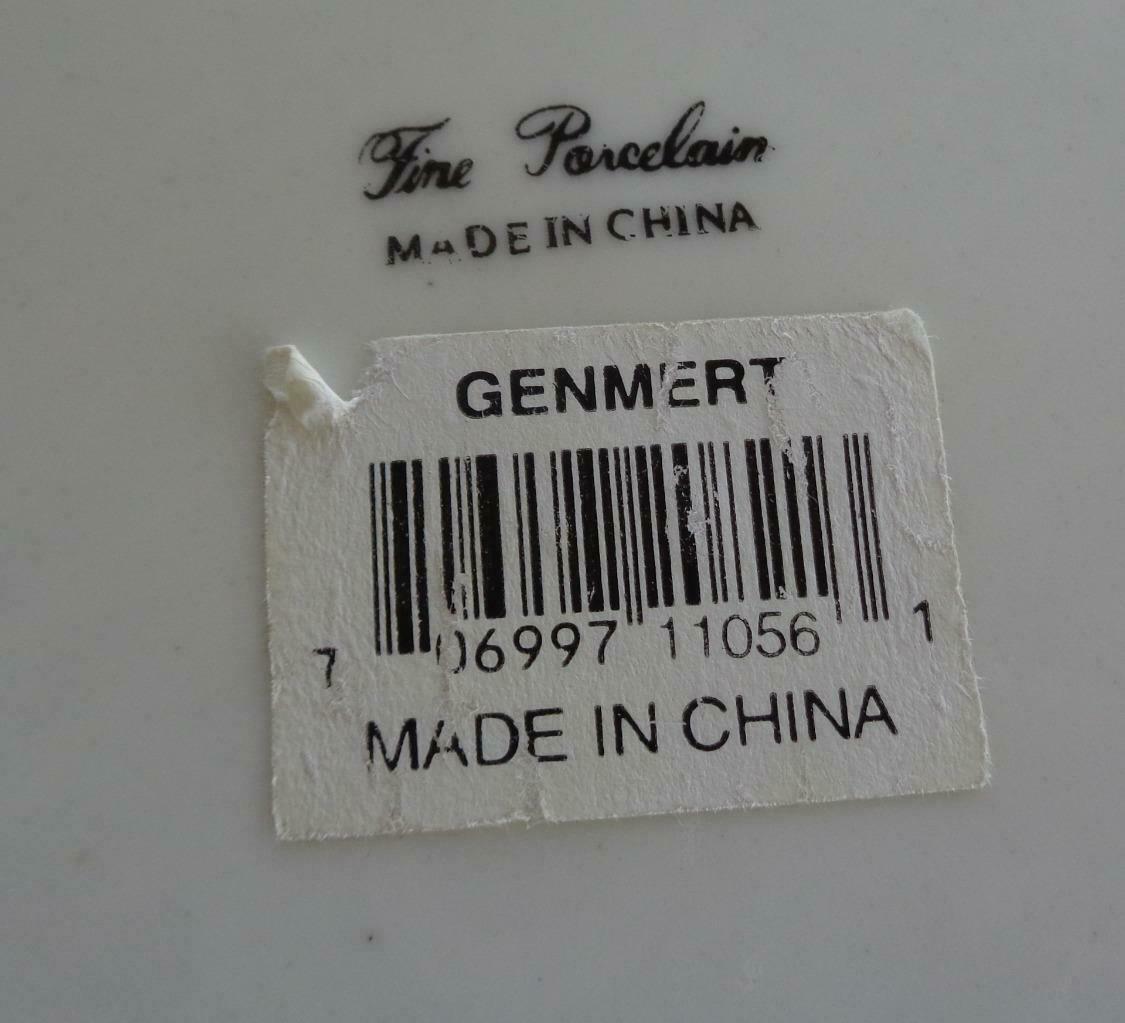 Fine Porcelain
MADE IN CHINA
GENMERT
7 06997 11056 1
MADE IN CHINA